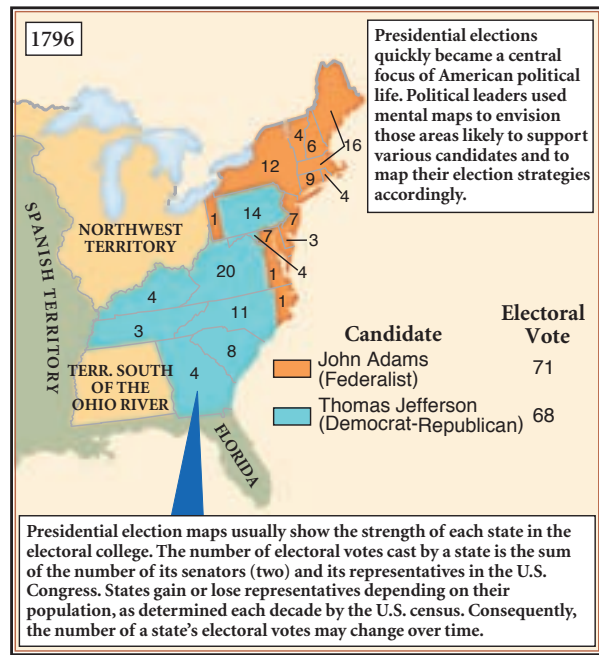 1796
Presidential elections
quickly became a central
focus of American political
life. Political leaders used
mental maps to envision
those areas likely to support
various candidates and to
map their election strategies
accordingly.
4
6
16
12
9
4
1
14
7
7
3
4
NORTHWEST
TERRITORY
SPANISH TERRITORY
20
1
4
1
11
3
8
4
TERR. SOUTH
OF THE
OHIO RIVER
FLORIDA
Candidate
Electoral
Vote
John Adams
(Federalist)
71
Thomas Jefferson
(Democrat-Republican)
68
Presidential election maps usually show the strength of each state in the
electoral college. The number of electoral votes cast by a state is the sum
of the number of its senators (two) and its representatives in the U.S.
Congress. States gain or lose representatives depending on their
population, as determined each decade by the U.S. census. Consequently,
the number of a state's electoral votes may change over time.